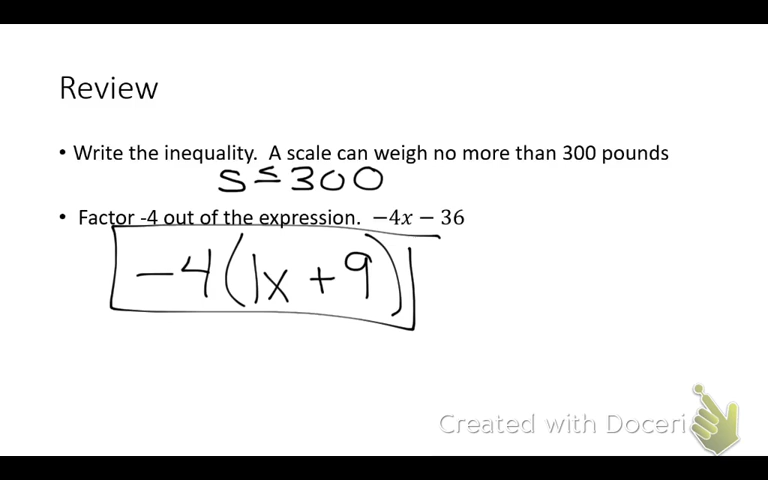 Review
• Write the inequality.  A scale can weigh no more than 300 pounds
S ≤ 300
• Factor -4 out of the expression.  −4x − 36
−4(1x + 9)
Created with Doceri